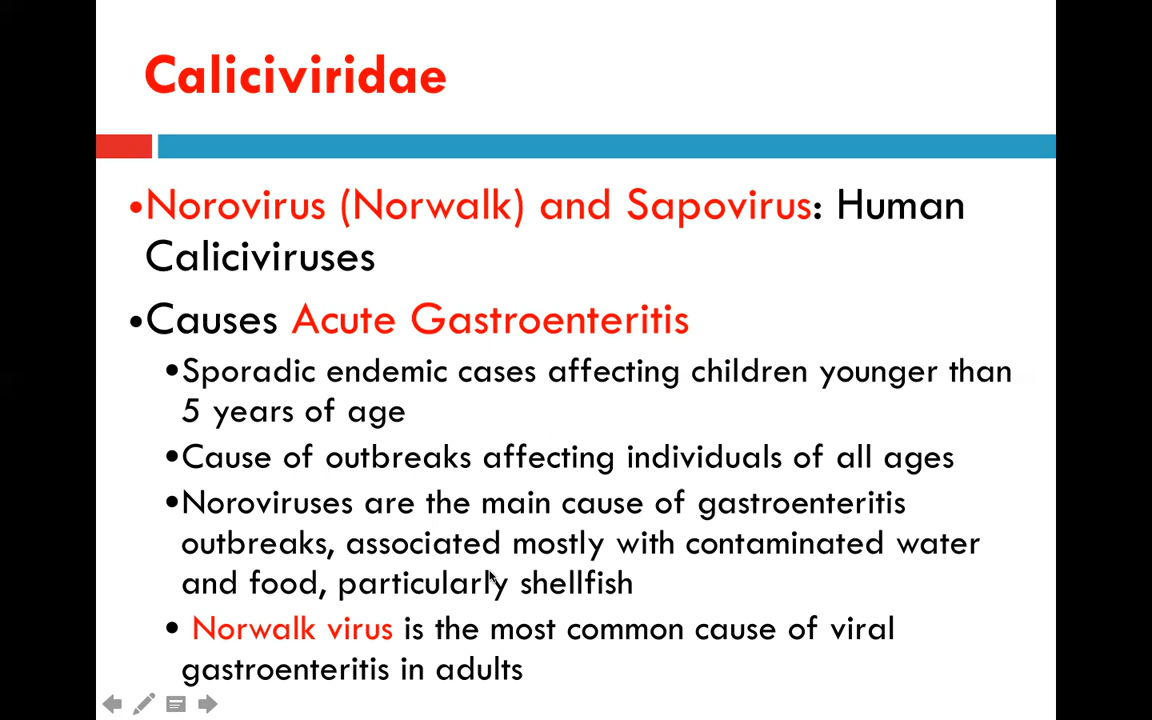 Caliciviridae
•Norovirus (Norwalk) and Sapovirus: Human
Caliciviruses
•Causes Acute Gastroenteritis
•Sporadic endemic cases affecting children younger than
5 years of age
•Cause of outbreaks affecting individuals of all ages
•Noroviruses are the main cause of gastroenteritis
outbreaks, associated mostly with contaminated water
and food, particularly shellfish
• Norwalk virus is the most common cause of viral
gastroenteritis in adults